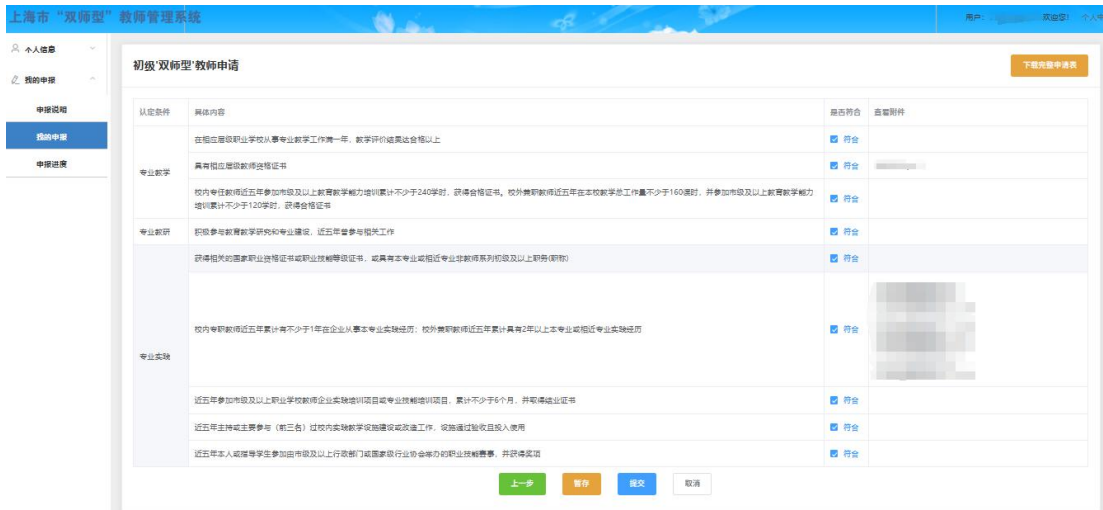 上海市“双师型”教师管理系统
用户：
欢迎您！
个人中
个人信息
我的申报
申报说明
我的申报
申报进度
初级'双师型'教师申请
下载完整申请表
认定条件 具体内容 是否符合 查看附件
专业教学
在相应层级职业学校从事专业教学工作满一年，教学评价结果达合格以上 符合
具有相应层级教师资格证书 符合
校内专任教师近五年参加市级及以上教育教学能力培训累计不少于240学时，获得合格证书。校外兼职教师近五年在本校教学总工作量不少于160课时，并参加市级及以上教育教学能力
培训累计不少于120学时，获得合格证书 符合
专业教研 积极参与教育教学研究和专业建设，近五年曾参与相关工作 符合
专业实践
获得相关的国家职业资格证书或职业技能等级证书，或具有本专业或相近专业非教师系列初级及以上职务(职称) 符合
校内专职教师近五年累计有不少于1年在企业从事本专业实践经历；校外兼职教师近五年累计具有2年以上本专业或相近专业实践经历 符合
近五年参加市级及以上职业学校教师企业实践培训项目或专业技能培训项目，累计不少于6个月，并取得结业证书 符合
近五年主持或主要参与（前三名）过校内实践教学设施建设或改造工作，设施通过验收且投入使用 符合
近五年本人或指导学生参加由市级及以上行政部门或国家级行业协会举办的职业技能赛事，并获得奖项 符合
上一步 暂存 提交 取消